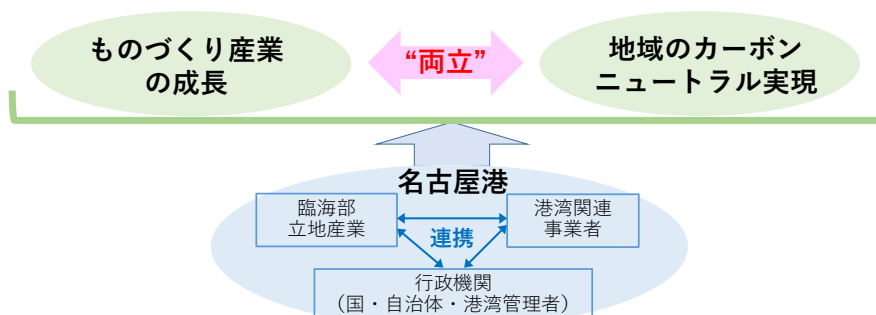 ものづくり産業
の成長
“両立”
地域のカーボン
ニュートラル実現
名古屋港
臨海部
立地産業
連携
港湾関連
事業者
行政機関
（国・自治体・港湾管理者）